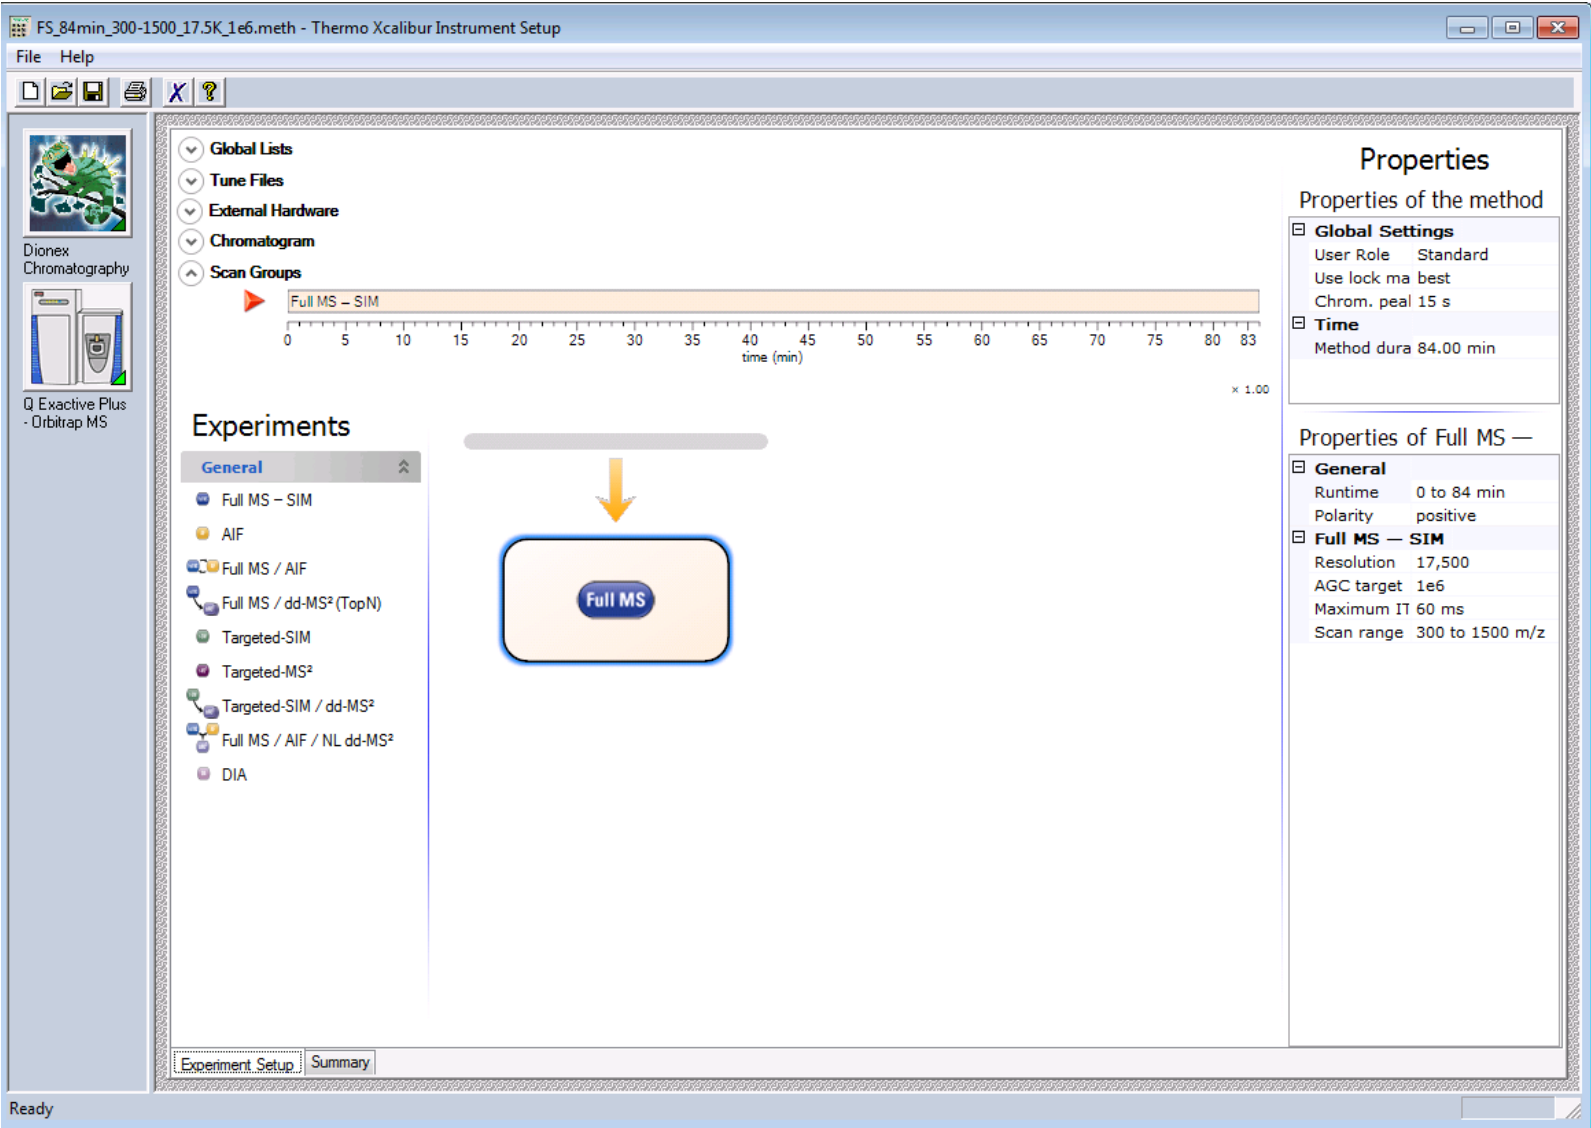 FS_84min_300-1500_17.5K_1e6.meth - Thermo Xcalibur Instrument Setup
File Help
Dionex
Chromatography
Q Exactive Plus
- Orbitrap MS
Global Lists
Tune Files
External Hardware
Chromatogram
Scan Groups
Full MS – SIM
0 5 10 15 20 25 30 35 40 45 50 55 60 65 70 75 80 83
time (min)
× 1.00
Experiments
General
Full MS – SIM
AIF
Full MS / AIF
Full MS / dd-MS² (TopN)
Targeted-SIM
Targeted-MS²
Targeted-SIM / dd-MS²
Full MS / AIF / NL dd-MS²
DIA
Full MS
Properties
Properties of the method
Global Settings
User Role Standard
Use lock ma best
Chrom. peal 15 s
Time
Method dura 84.00 min
Properties of Full MS —
General
Runtime 0 to 84 min
Polarity positive
Full MS — SIM
Resolution 17,500
AGC target 1e6
Maximum IT 60 ms
Scan range 300 to 1500 m/z
Experiment Setup Summary
Ready